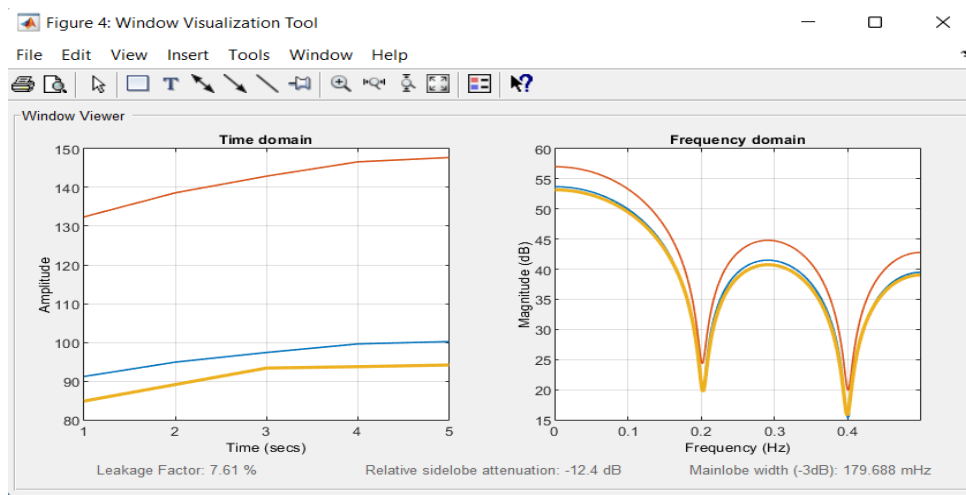 Figure 4: Window Visualization Tool
File Edit View Insert Tools Window Help
Window Viewer
Time domain
150
140
130
120
110
100
90
80
Amplitude
1 2 3 4 5
Time (secs)
Frequency domain
60
55
50
45
40
35
30
25
20
15
Magnitude (dB)
0 0.1 0.2 0.3 0.4
Frequency (Hz)
Leakage Factor: 7.61 % Relative sidelobe attenuation: -12.4 dB Mainlobe width (-3dB): 179.688 mHz